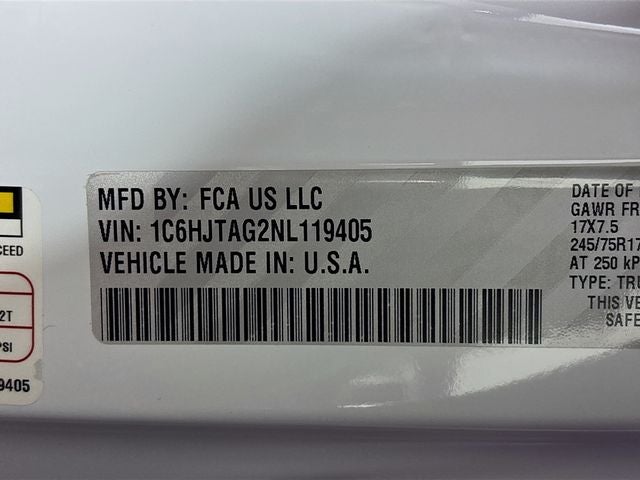 MFD BY: FCA US LLC
VIN: 1C6HJTAG2NL119405
VEHICLE MADE IN: U.S.A.
DATE OF
GAWR FR
17X7.5
245/75R17
AT 250 kP
TYPE: TRU
THIS VE
SAFE
CEED
2T
PSI
9405